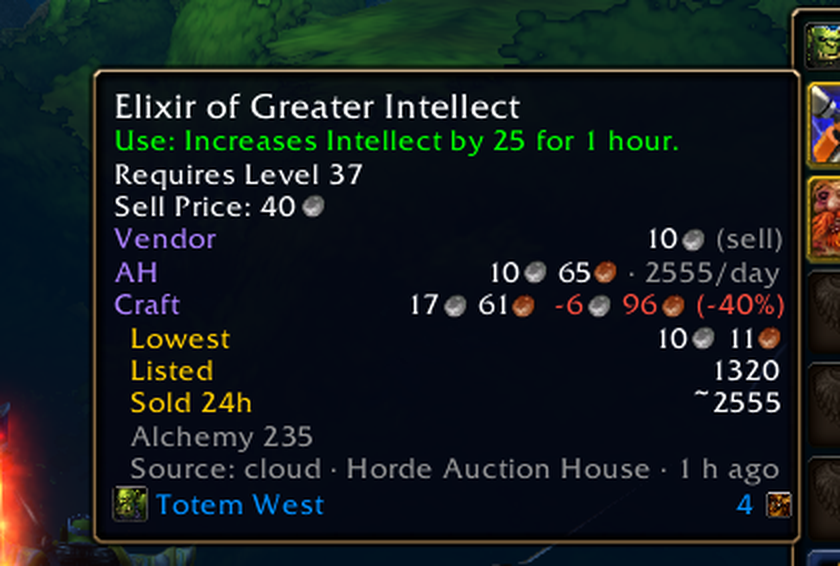 Elixir of Greater Intellect
Use: Increases Intellect by 25 for 1 hour.
Requires Level 37
Sell Price: 40
Vendor 10 (sell)
AH 10 65 · 2555/day
Craft 17 61 -6 96 (-40%)
Lowest 10 11
Listed 1320
Sold 24h ~2555
Alchemy 235
Source: cloud · Horde Auction House · 1 h ago
Totem West 4